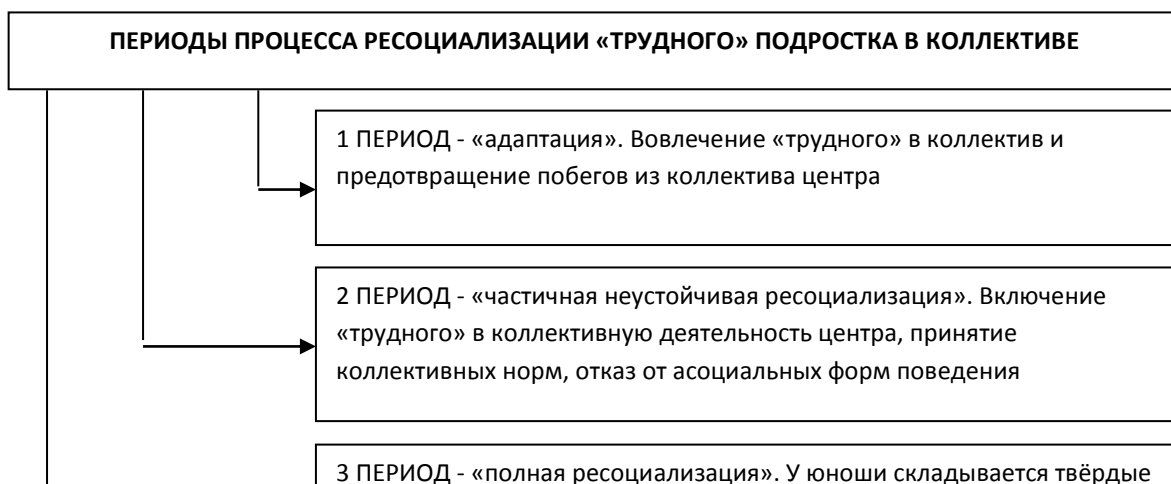 ПЕРИОДЫ ПРОЦЕССА РЕСОЦИАЛИЗАЦИИ «ТРУДНОГО» ПОДРОСТКА В КОЛЛЕКТИВЕ
1 ПЕРИОД - «адаптация». Вовлечение «трудного» в коллектив и
предотвращение побегов из коллектива центра
2 ПЕРИОД - «частичная неустойчивая ресоциализация». Включение
«трудного» в коллективную деятельность центра, принятие
коллективных норм, отказ от асоциальных форм поведения
3 ПЕРИОД - «полная ресоциализация». У юноши складывается твёрдые